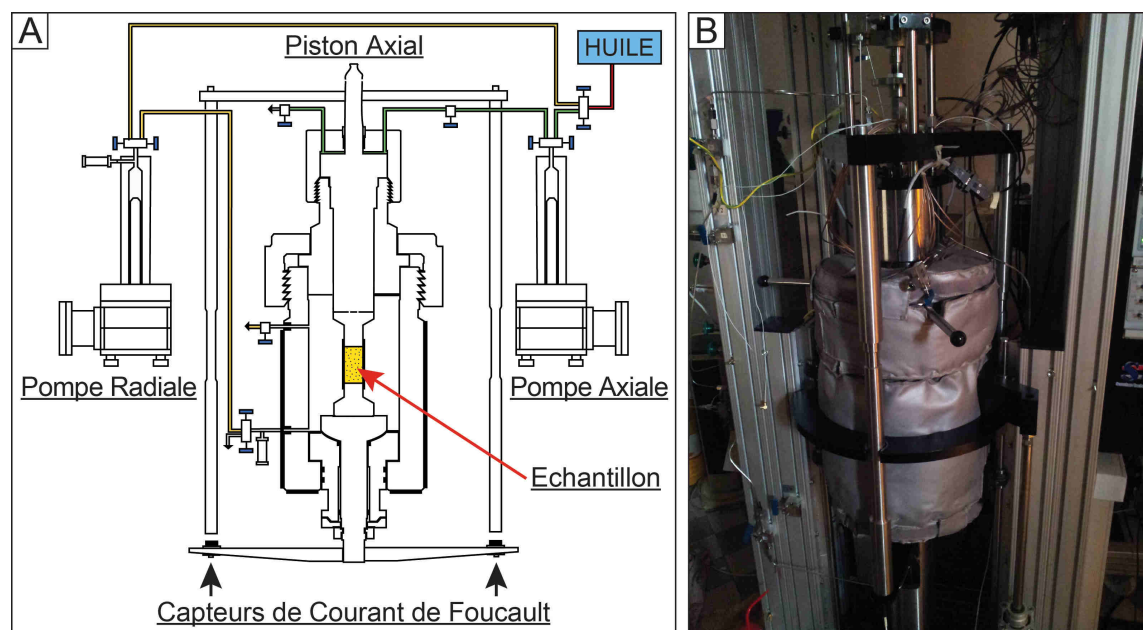 A
Piston Axial
HUILE
B
Pompe Radiale
Pompe Axiale
Echantillon
Capteurs de Courant de Foucault